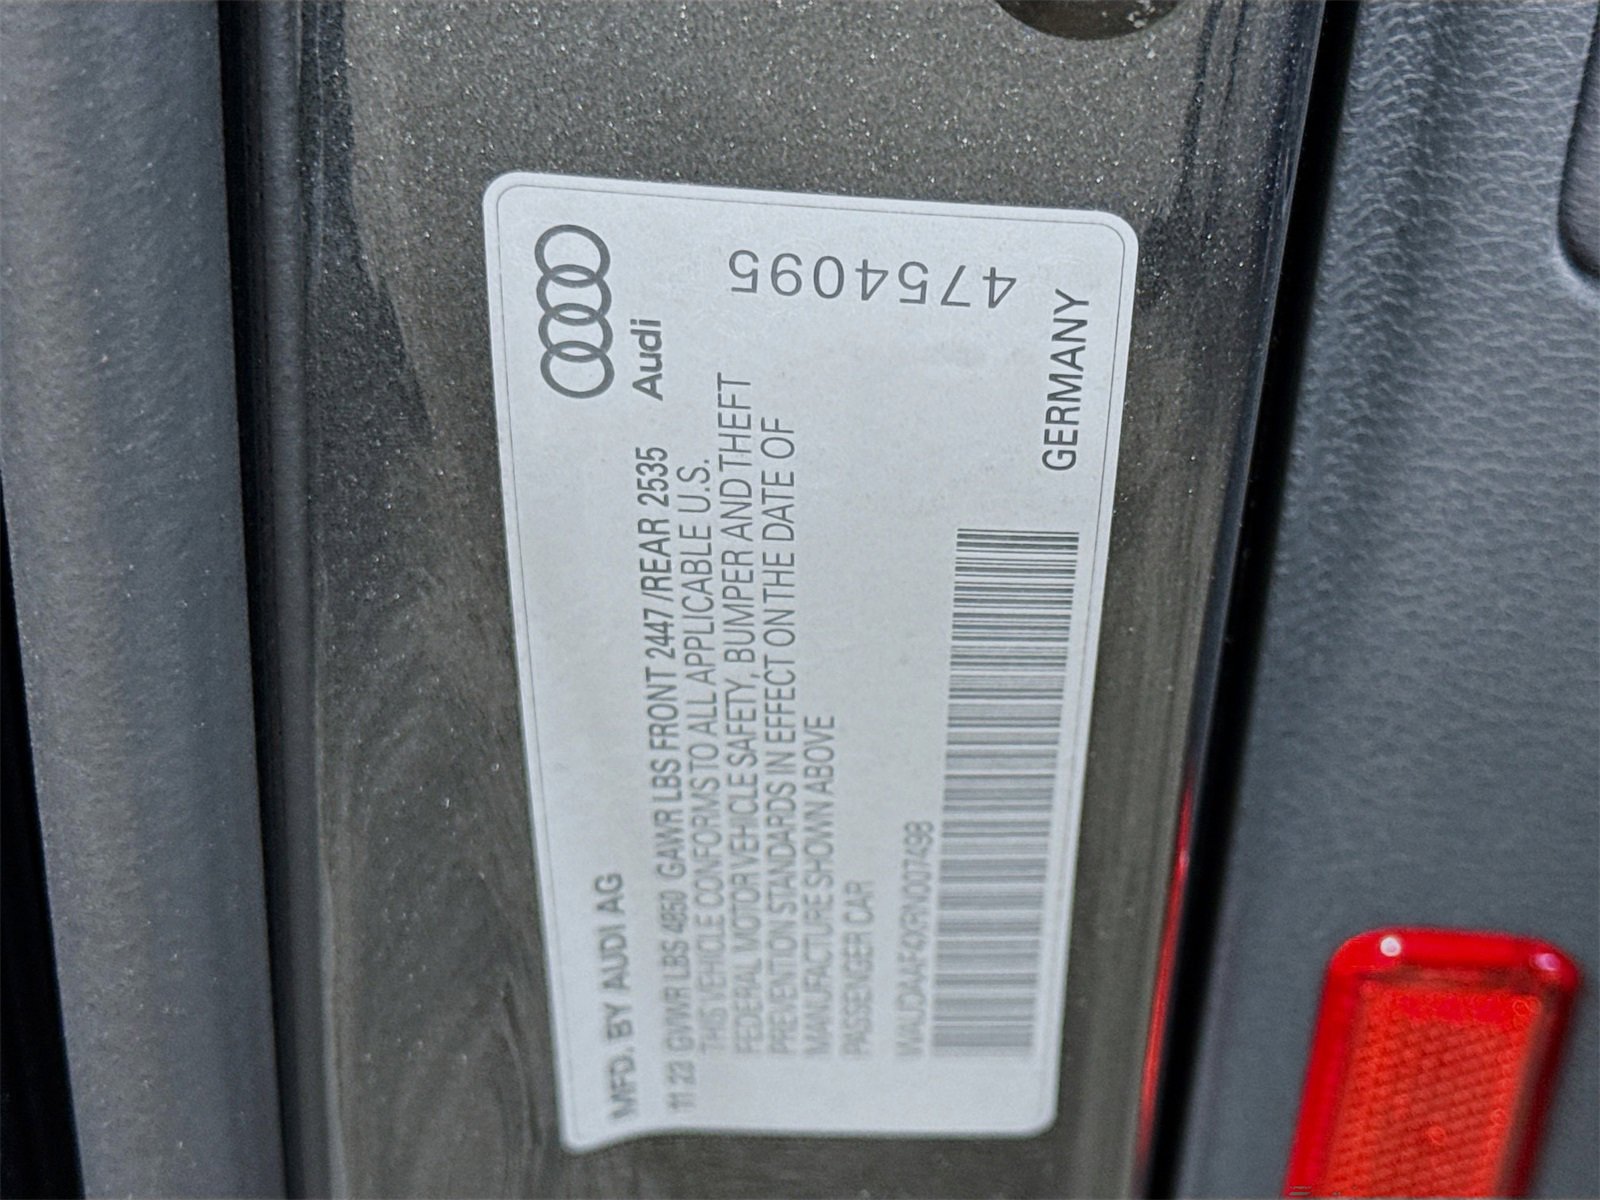 Audi
MFD. BY AUDI AG
11 23 GVWR LBS 4850 GAWR LBS FRONT 2447 /REAR 2535
THIS VEHICLE CONFORMS TO ALL APPLICABLE U.S.
FEDERAL MOTOR VEHICLE SAFETY, BUMPER AND THEFT
PREVENTION STANDARDS IN EFFECT ON THE DATE OF
MANUFACTURE SHOWN ABOVE
PASSENGER CAR
WAUDAAF4XRN007498
GERMANY
4754095